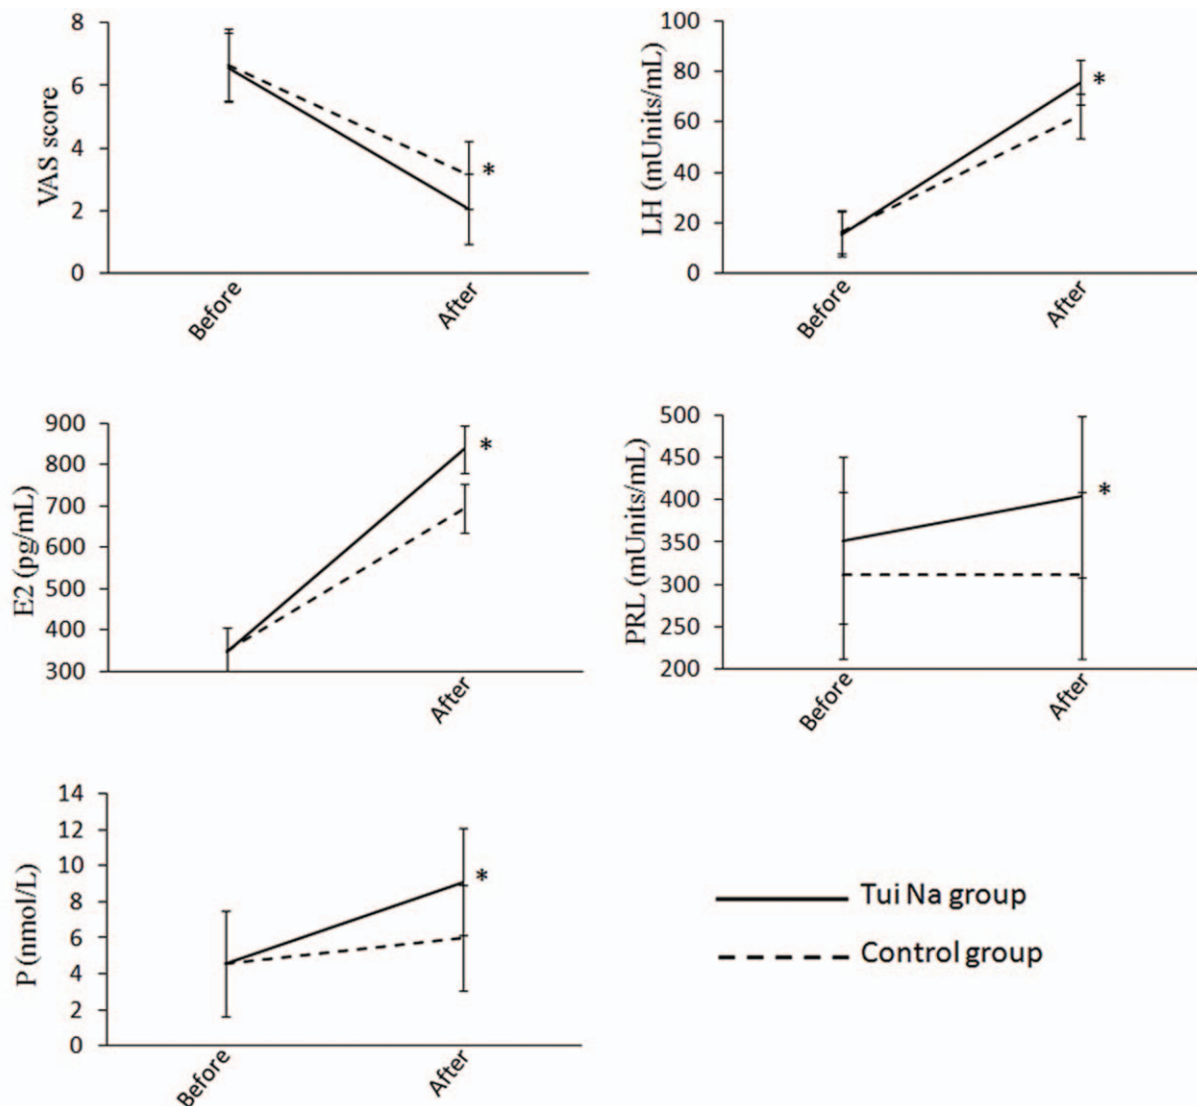 8
6
4
2
0
VAS score
*
Before
After
100
80
60
40
20
0
LH (mUnits/mL)
*
Before
After
900
800
700
600
500
400
300
E2 (pg/mL)
*
After
500
450
400
350
300
250
200
PRL (mUnits/mL)
*
Before
After
14
12
10
8
6
4
2
0
P (nmol/L)
*
Before
After
Tui Na group
Control group